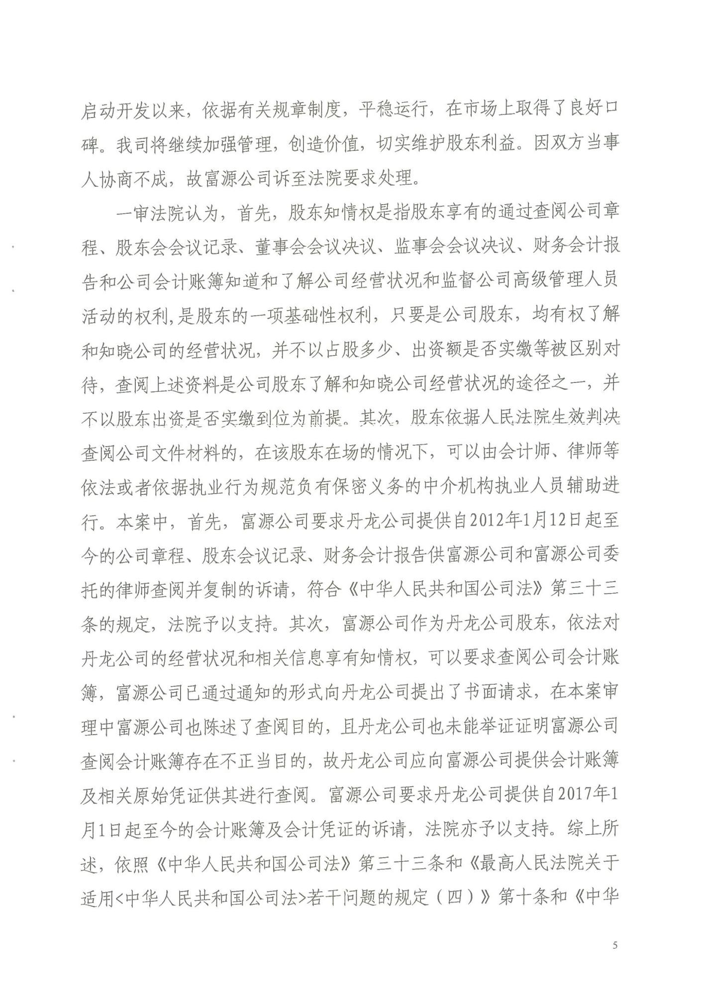 启动开发以来，依据有关规章制度，平稳运行，在市场上取得了良好口
碑。我司将继续加强管理，创造价值，切实维护股东利益。因双方当事
人协商不成，故富源公司诉至法院要求处理。
一审法院认为，首先，股东知情权是指股东享有的通过查阅公司章
程、股东会会议记录、董事会会议决议、监事会会议决议、财务会计报
告和公司会计账簿知道和了解公司经营状况和监督公司高级管理人员
活动的权利,是股东的一项基础性权利，只要是公司股东，均有权了解
和知晓公司的经营状况，并不以占股多少、出资额是否实缴等被区别对
待，查阅上述资料是公司股东了解和知晓公司经营状况的途径之一，并
不以股东出资是否实缴到位为前提。其次，股东依据人民法院生效判决
查阅公司文件材料的，在该股东在场的情况下，可以由会计师、律师等
依法或者依据执业行为规范负有保密义务的中介机构执业人员辅助进
行。本案中，首先，富源公司要求丹龙公司提供自2012年1月12日起至
今的公司章程、股东会议记录、财务会计报告供富源公司和富源公司委
托的律师查阅并复制的诉请，符合《中华人民共和国公司法》第三十三
条的规定，法院予以支持。其次，富源公司作为丹龙公司股东，依法对
丹龙公司的经营状况和相关信息享有知情权，可以要求查阅公司会计账
簿，富源公司已通过通知的形式向丹龙公司提出了书面请求，在本案审
理中富源公司也陈述了查阅目的，且丹龙公司也未能举证证明富源公司
查阅会计账簿存在不正当目的，故丹龙公司应向富源公司提供会计账簿
及相关原始凭证供其进行查阅。富源公司要求丹龙公司提供自2017年1
月1日起至今的会计账簿及会计凭证的诉请，法院亦予以支持。综上所
述，依照《中华人民共和国公司法》第三十三条和《最高人民法院关于
适用<中华人民共和国公司法>若干问题的规定（四）》第十条和《中华
5